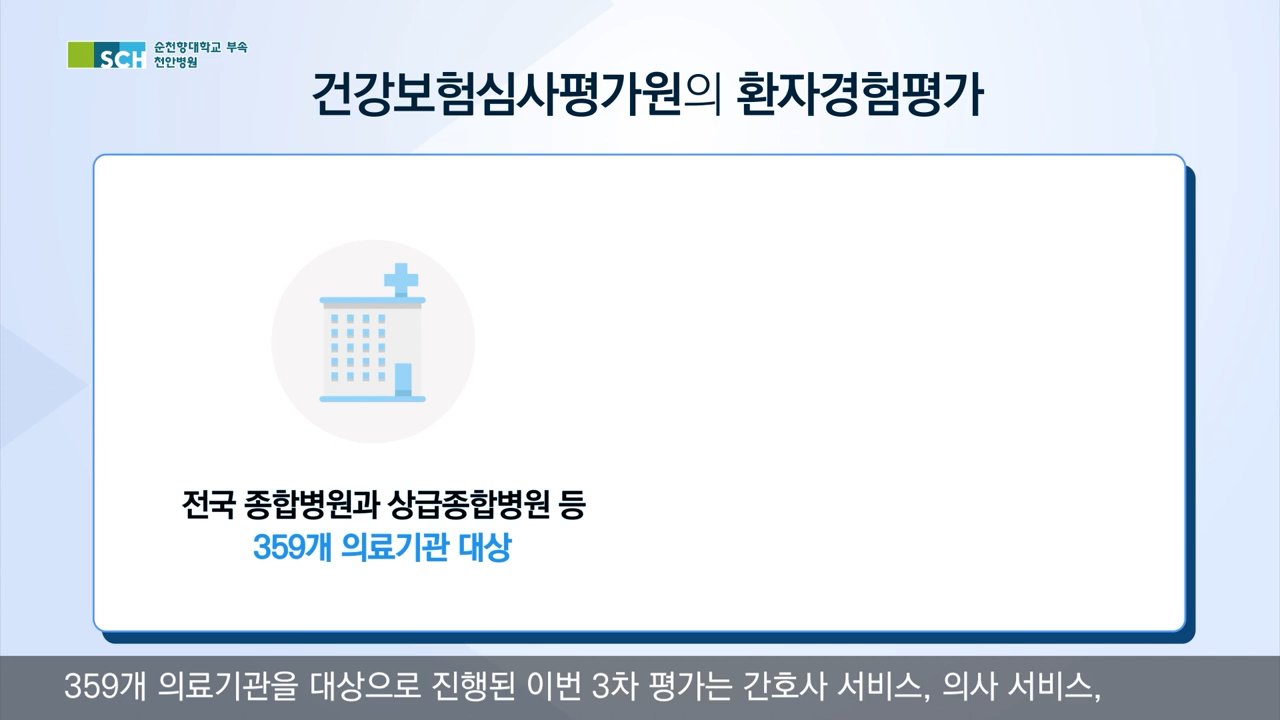 SCH
순천향대학교 부속
천안병원
건강보험심사평가원의 환자경험평가
전국 종합병원과 상급종합병원 등
359개 의료기관 대상
359개 의료기관을 대상으로 진행된 이번 3차 평가는 간호사 서비스, 의사 서비스,